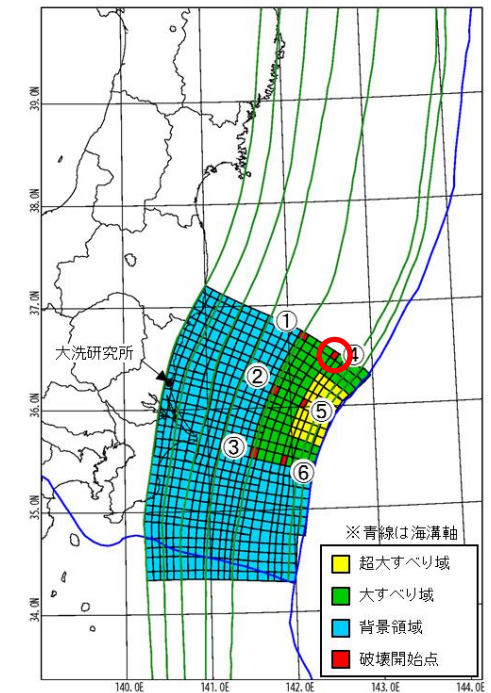 39.0N
38.0N
37.0N
36.0N
35.0N
34.0N
大洗研究所
①
②
③
④
⑤
⑥
※青線は海溝軸
超大すべり域
大すべり域
背景領域
破壊開始点
140.0E
141.0E
142.0E
143.0E
144.0E